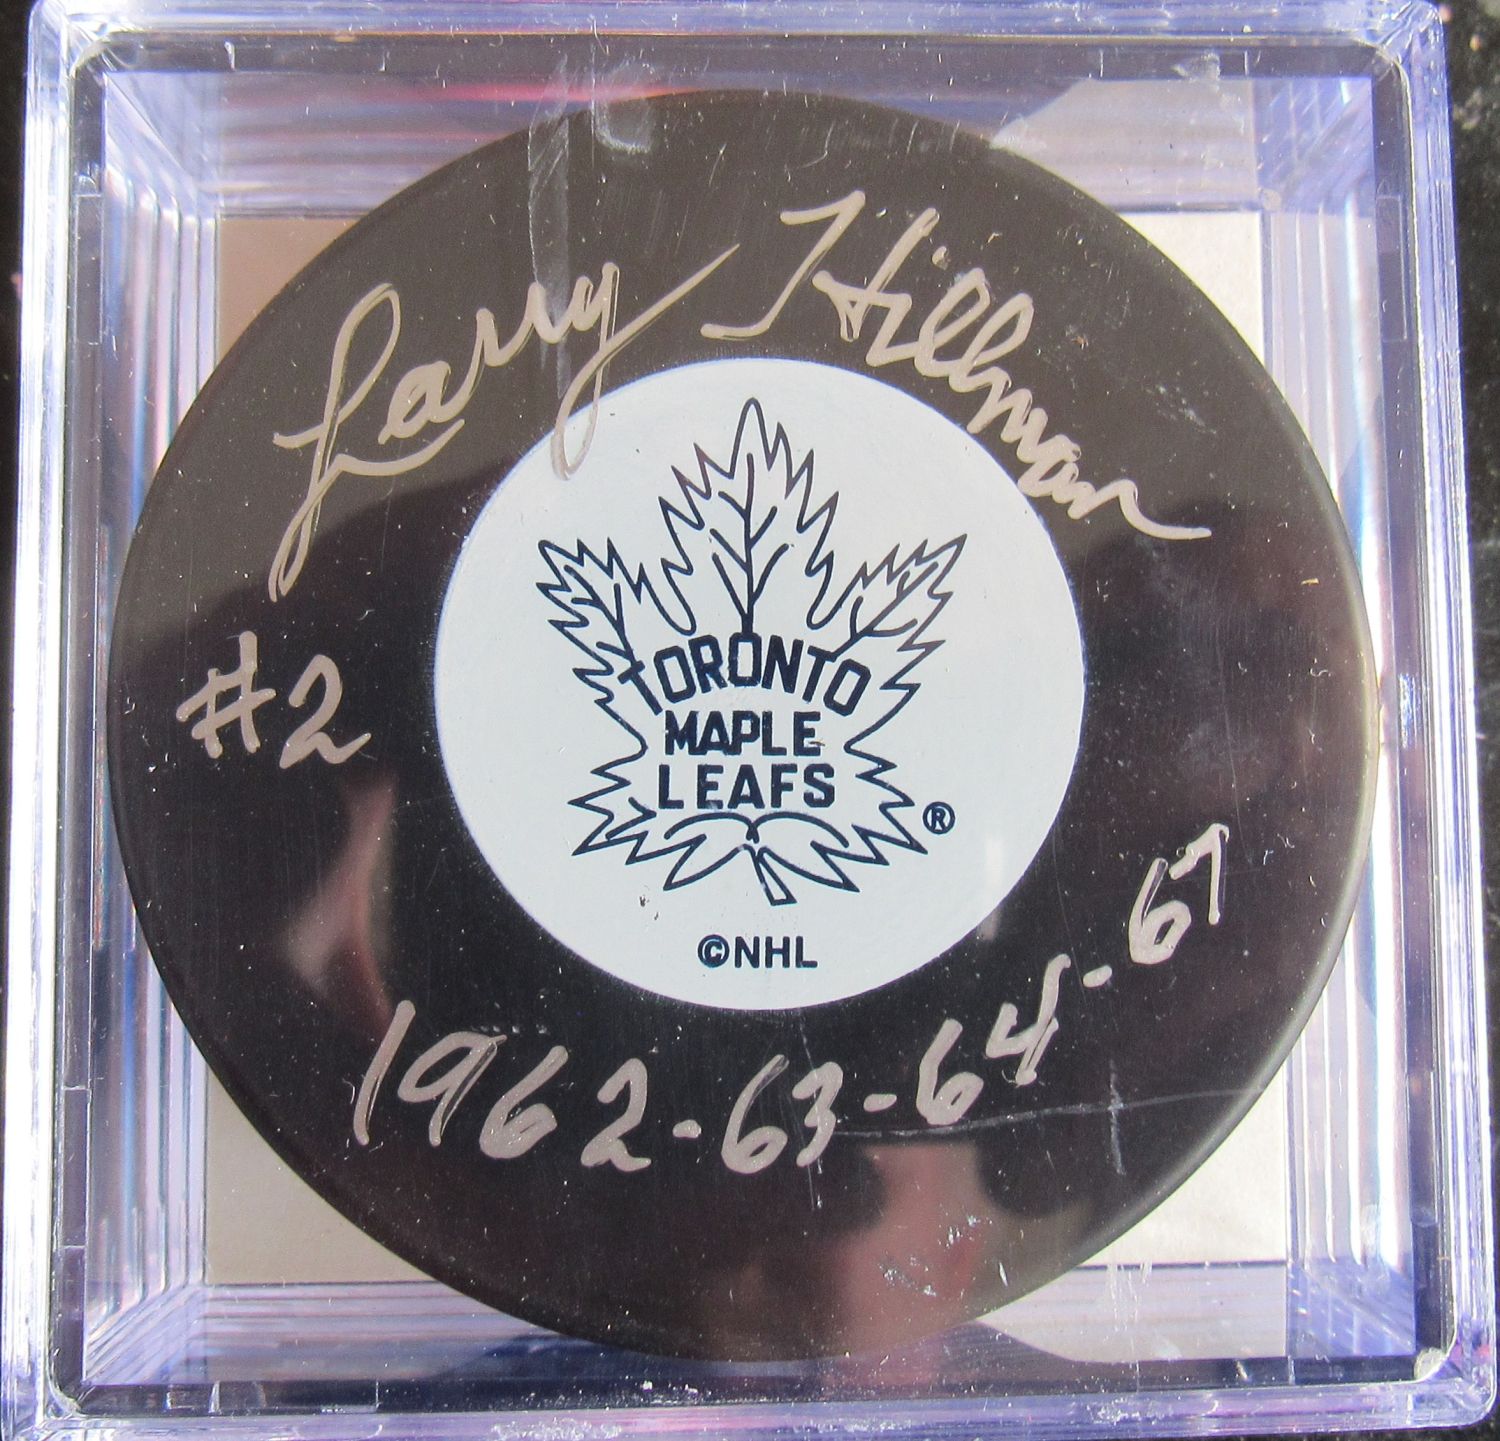 Larry Hillman
#2
TORONTO
MAPLE
LEAFS
®
©NHL
1962-63-64-67